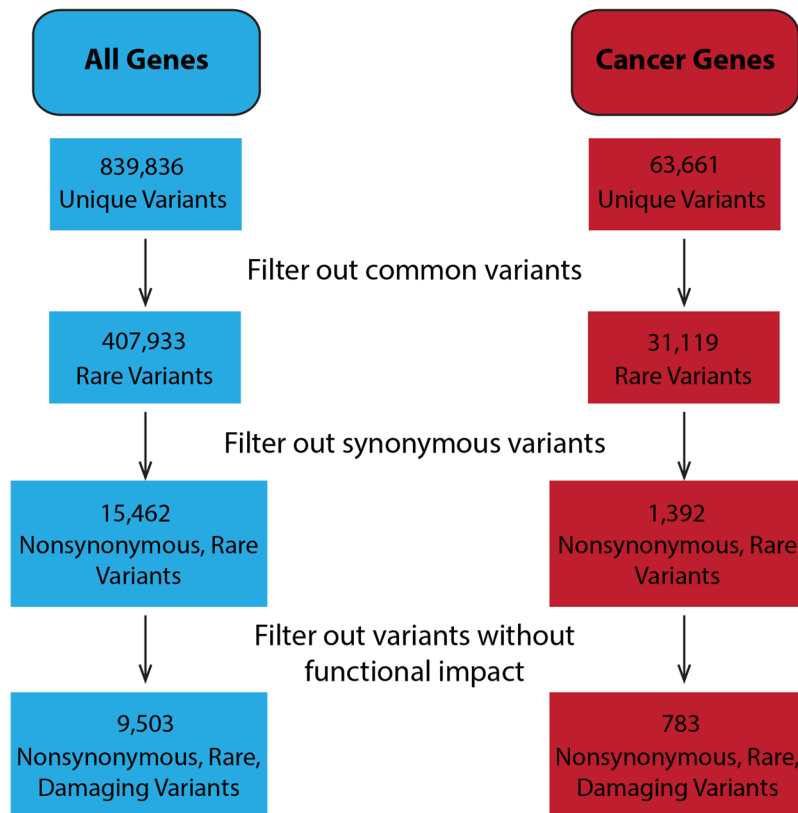 All Genes
Cancer Genes
839,836
Unique Variants
63,661
Unique Variants
Filter out common variants
407,933
Rare Variants
31,119
Rare Variants
Filter out synonymous variants
15,462
Nonsynonymous, Rare
Variants
1,392
Nonsynonymous, Rare
Variants
Filter out variants without
functional impact
9,503
Nonsynonymous, Rare,
Damaging Variants
783
Nonsynonymous, Rare,
Damaging Variants